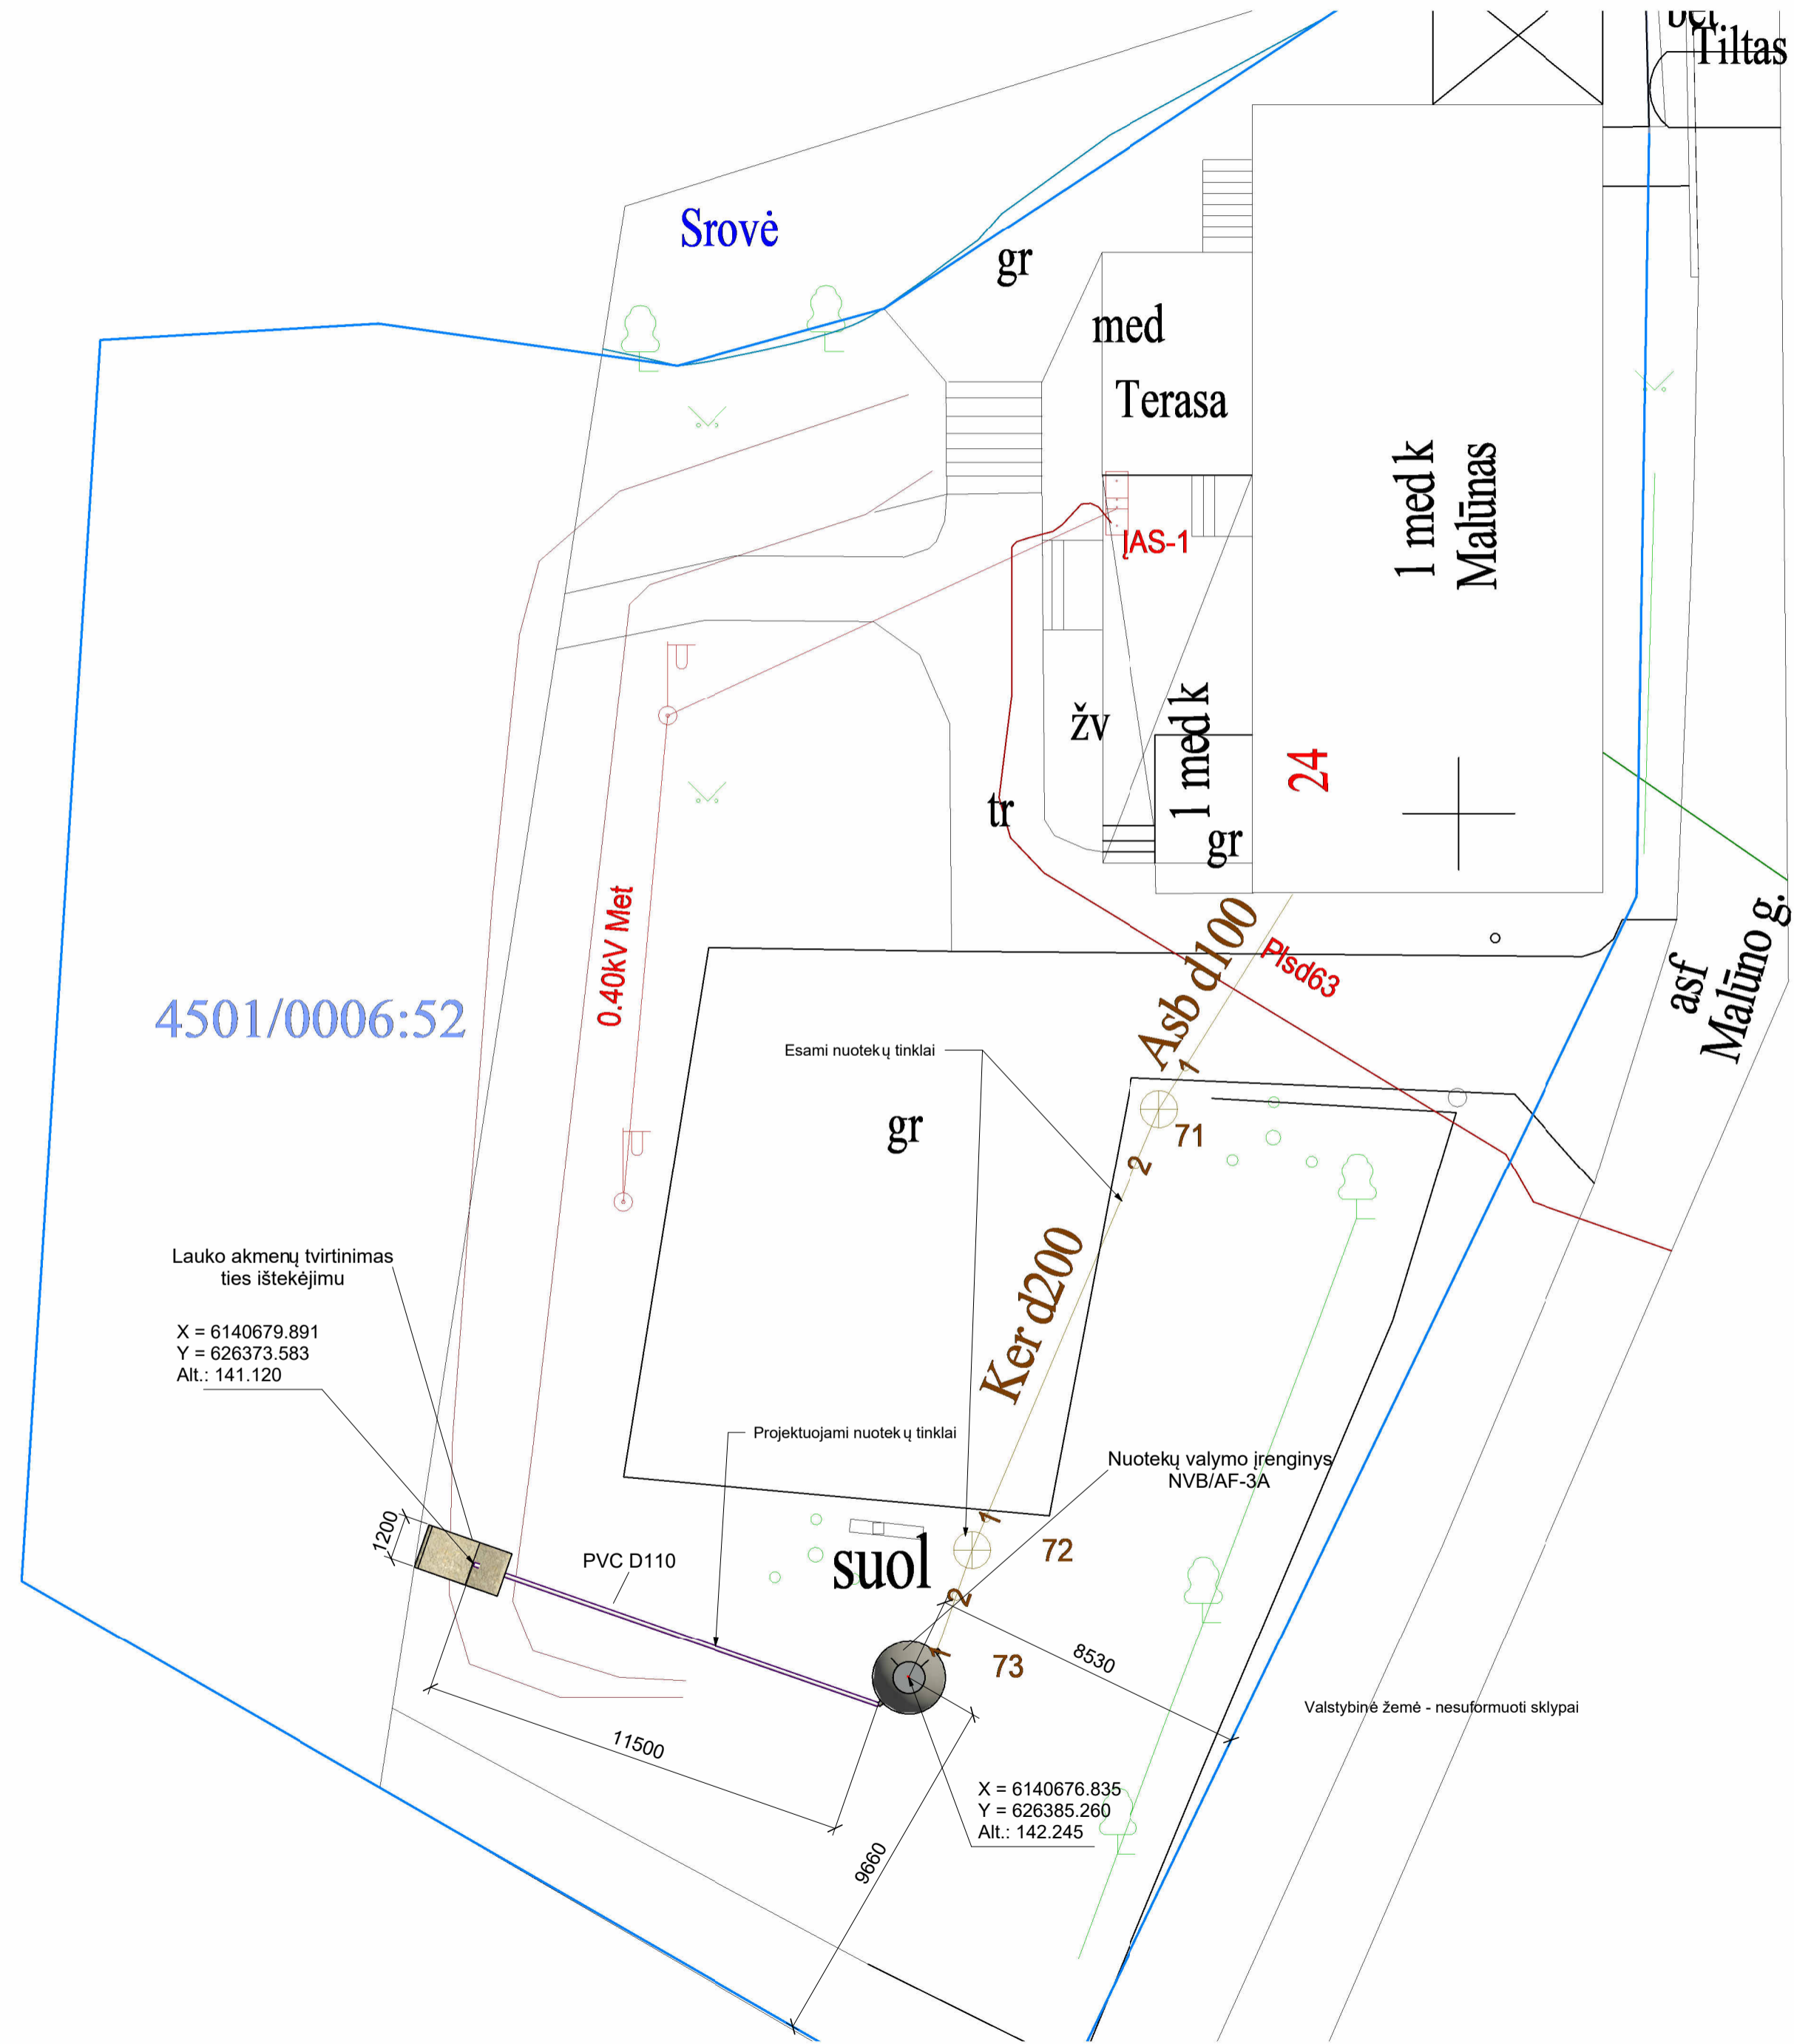 bet
Tiltas
Srovė
gr
med
Terasa
1 med k
Malūnas
ĮAS-1
žv
1 med k
24
tr
gr
0.40kV Met
Asb d100
Plsd63
asf
Malūno g.
4501/0006:52
Esami nuotekų tinklai
1
gr
71
2
Lauko akmenų tvirtinimas
ties ištekėjimu
Ker d200
X = 6140679.891
Y = 626373.583
Alt.: 141.120
Projektuojami nuotekų tinklai
Nuotekų valymo įrenginys
NVB/AF-3A
1200
1
PVC D110
suol
72
2
1
73
8530
Valstybinė žemė - nesuformuoti sklypai
11500
X = 6140676.835
Y = 626385.260
Alt.: 142.245
9660